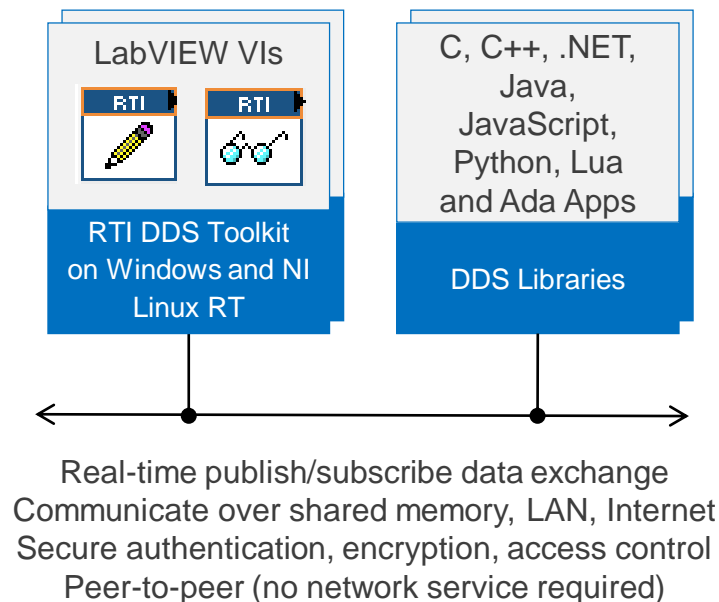 LabVIEW VIs
RTI
RTI
RTI DDS Toolkit
on Windows and NI
Linux RT
C, C++, .NET,
Java,
JavaScript,
Python, Lua
and Ada Apps
DDS Libraries
Real-time publish/subscribe data exchange
Communicate over shared memory, LAN, Internet
Secure authentication, encryption, access control
Peer-to-peer (no network service required)